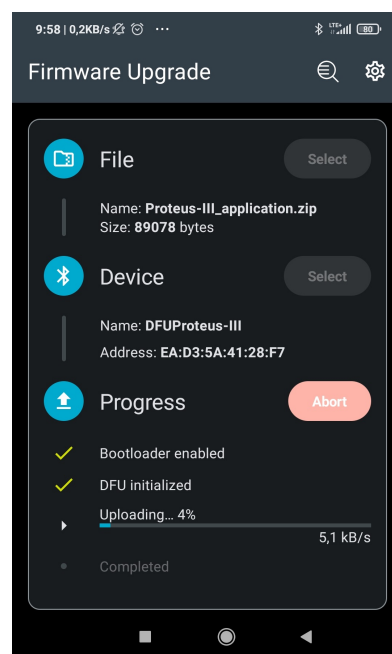 9:58 | 0,2KB/s ...
LTE+ 80
Firmware Upgrade
File
Select
Name: Proteus-III_application.zip
Size: 89078 bytes
Device
Select
Name: DFUProteus-III
Address: EA:D3:5A:41:28:F7
Progress
Abort
Bootloader enabled
DFU initialized
Uploading… 4%
5,1 kB/s
Completed